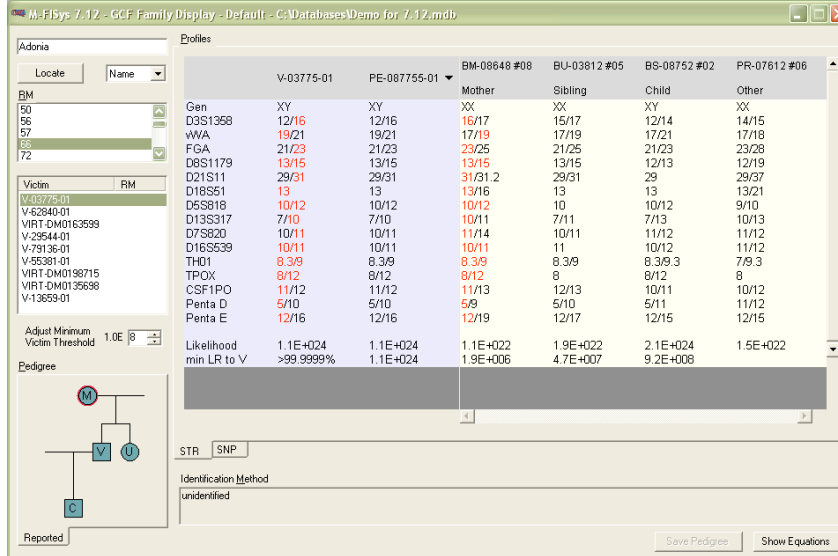 M-FISys 7.12 - GCF Family Display - Default - C:\Databases\Demo for 7.12.mdb
Adonia
Locate Name
RM
50
56
57
66
72
Victim RM
V-03775-01
V-62840-01
VIRT-DM0163599
V-29544-01
V-79136-01
V-55381-01
VIRT-DM0198715
VIRT-DM0135698
V-13659-01
Adjust Minimum
Victim Threshold 1.0E 8
Pedigree
M
V U
C
Reported
Profiles
V-03775-01 PE-087755-01 BM-08648 #08 BU-03812 #05 BS-08752 #02 PR-07612 #06
Mother Sibling Child Other
Gen XY XY XX XX XY XX
D3S1358 12/16 12/16 16/17 15/17 12/14 14/15
vWA 19/21 19/21 17/19 17/19 17/21 17/18
FGA 21/23 21/23 23/25 21/25 21/23 23/28
D8S1179 13/15 13/15 13/15 13/15 12/13 12/19
D21S11 29/31 29/31 31/31.2 29/31 29 29/37
D18S51 13 13 13/16 13 13 13/21
D5S818 10/12 10/12 10/12 10 10/12 9/10
D13S317 7/10 7/10 10/11 7/11 7/13 10/13
D7S820 10/11 10/11 11/14 10/11 10/12 11/12
D16S539 10/11 10/11 10/11 11 10/12 11/12
TH01 8.3/9 8.3/9 8.3/9 8.3/9 8.3/9.3 7/9.3
TPOX 8/12 8/12 8/12 8 8/12 8
CSF1PO 11/12 11/12 11/13 12/13 10/11 10/12
Penta D 5/10 5/10 5/9 5/10 5/11 11/12
Penta E 12/16 12/16 12/19 12/17 12/15 12/15
Likelihood 1.1E+024 1.1E+024 1.1E+022 1.9E+022 2.1E+024 1.5E+022
min LR to V >99.9999% 1.1E+024 1.9E+006 4.7E+007 9.2E+008
STR SNP
Identification Method
unidentified
Save Pedigree Show Equations